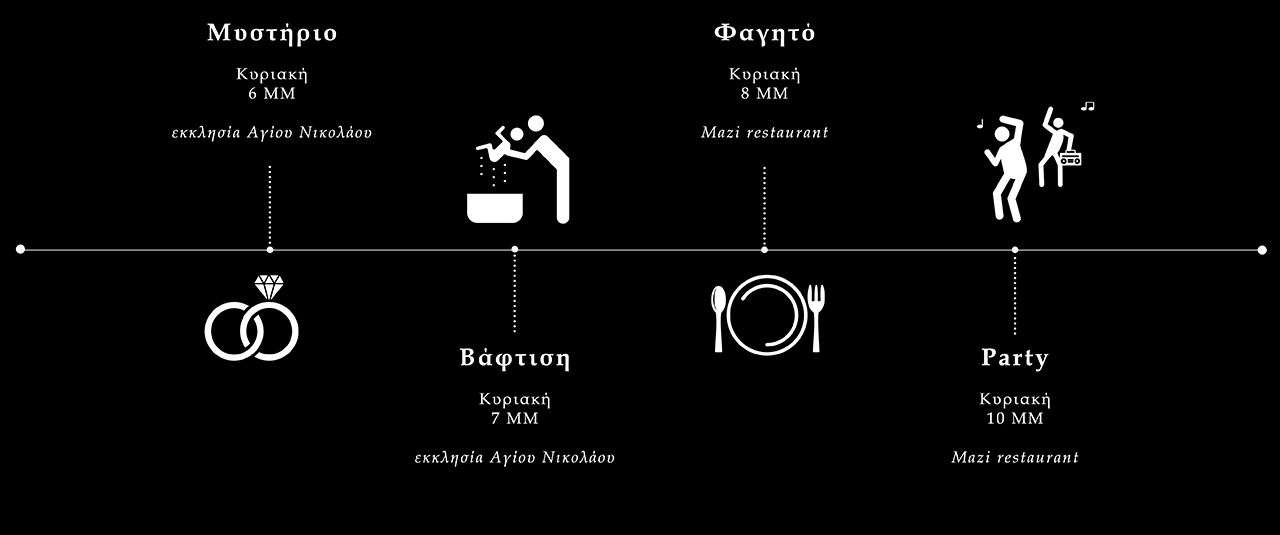 Μυστήριο
Κυριακή
6 ΜΜ
εκκλησία Αγίου Νικολάου
Βάφτιση
Κυριακή
7 ΜΜ
εκκλησία Αγίου Νικολάου
Φαγητό
Κυριακή
8 ΜΜ
Mazi restaurant
Party
Κυριακή
10 ΜΜ
Mazi restaurant